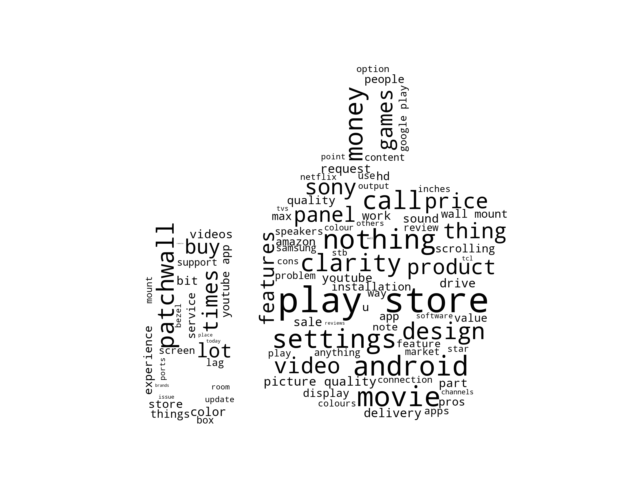 option
people
money
games
google play
point
content
request
netflix
use
hd
sony
output
inches
quality
call
price
tvs
max
panel
work
sound
wall mount
colour
others
review
thing
speakers
nothing
amazon
samsung
scrolling
features
cons
stb
clarity
tcl
product
problem
youtube
installation
drive
way
play store
u
app
software
value
sale
reviews
note
design
settings
feature
play
anything
market
star
video
android
picture quality
connection
part
display
movie
channels
colours
pros
delivery
apps
patchwall
videos
buy
support
youtube app
mount
bit
times
service
bezel
place
today
experience
screen
lot
ports
lag
brands
room
issue
update
store
things
color
box